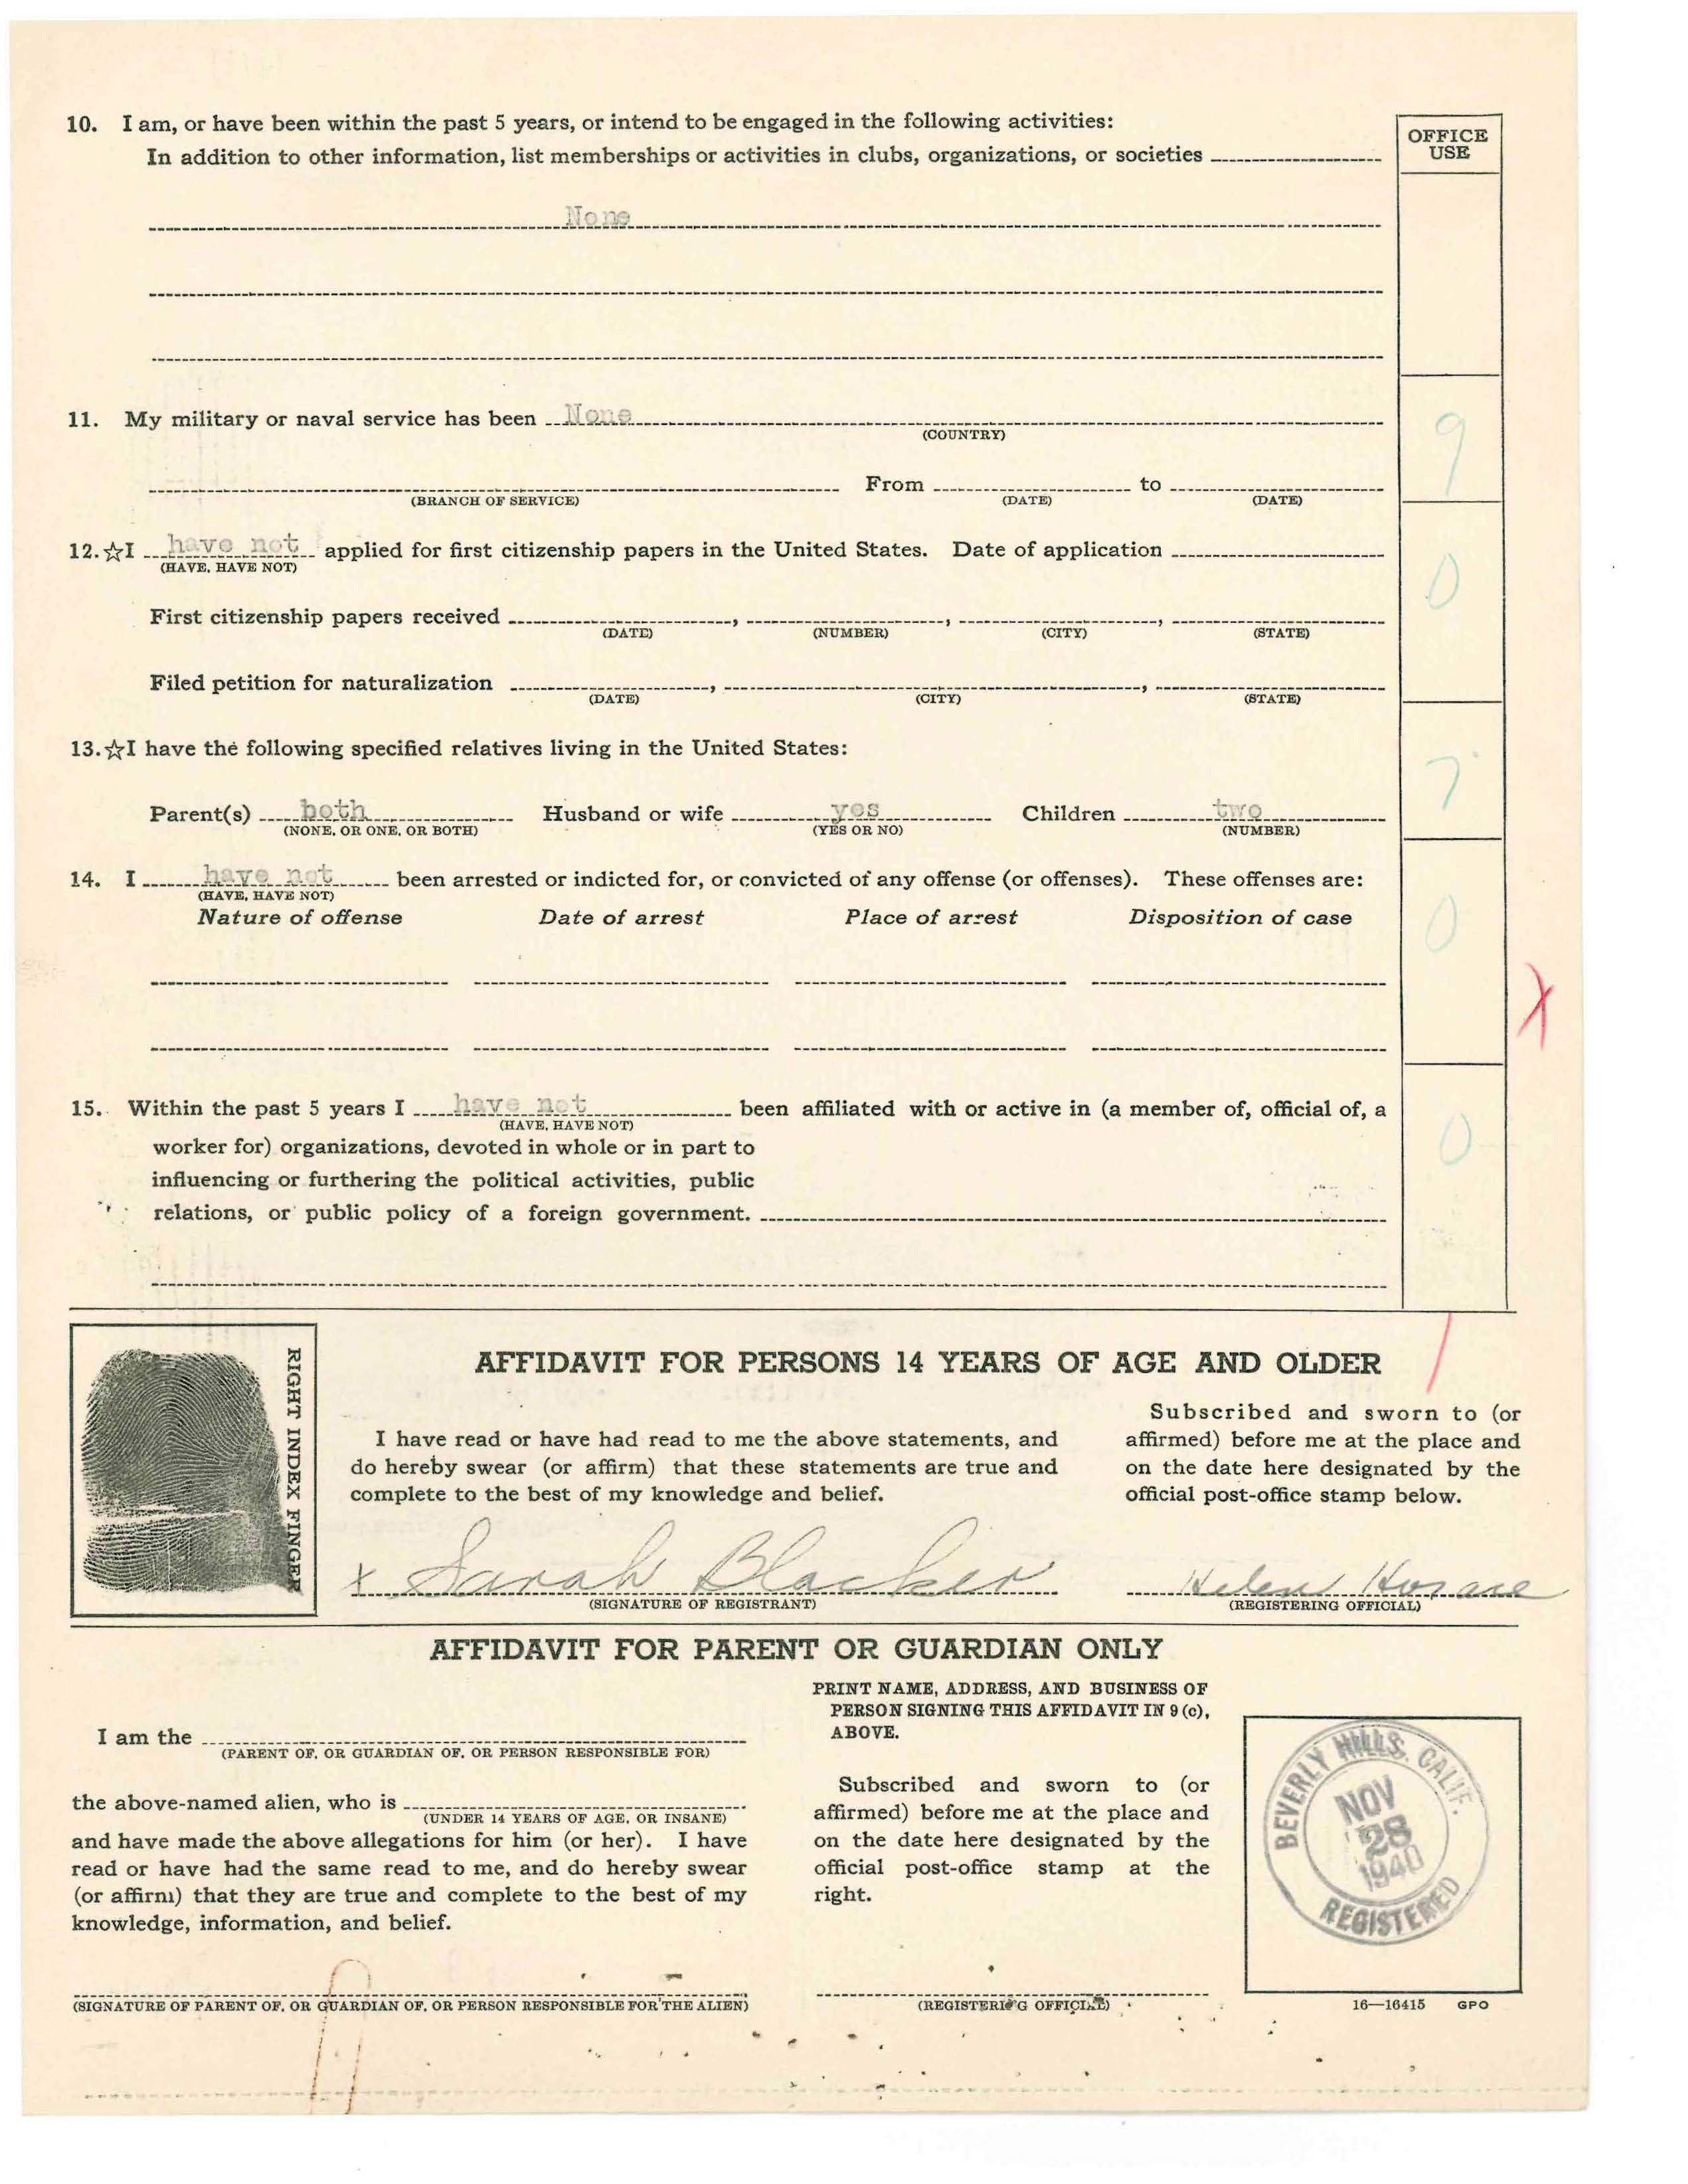 10. I am, or have been within the past 5 years, or intend to be engaged in the following activities:
In addition to other information, list memberships or activities in clubs, organizations, or societies
OFFICE
USE
None
11. My military or naval service has been None
(COUNTRY)
9
From to
(BRANCH OF SERVICE) (DATE) (DATE)
12. ☆I have not applied for first citizenship papers in the United States. Date of application
(HAVE, HAVE NOT)
0
First citizenship papers received , , ,
(DATE) (NUMBER) (CITY) (STATE)
Filed petition for naturalization , ,
(DATE) (CITY) (STATE)
13. ☆I have the following specified relatives living in the United States:
7
Parent(s) both Husband or wife yes Children two
(NONE, OR ONE, OR BOTH) (YES OR NO) (NUMBER)
14. I have not been arrested or indicted for, or convicted of any offense (or offenses). These offenses are:
(HAVE, HAVE NOT)
Nature of offense Date of arrest Place of arrest Disposition of case
0
X
15. Within the past 5 years I have not been affiliated with or active in (a member of, official of, a
(HAVE, HAVE NOT)
0
worker for) organizations, devoted in whole or in part to
influencing or furthering the political activities, public
relations, or public policy of a foreign government.
RIGHT INDEX FINGER
AFFIDAVIT FOR PERSONS 14 YEARS OF AGE AND OLDER
I have read or have had read to me the above statements, and
do hereby swear (or affirm) that these statements are true and
complete to the best of my knowledge and belief.
Subscribed and sworn to (or
affirmed) before me at the place and
on the date here designated by the
official post-office stamp below.
x Sarah Blacker
(SIGNATURE OF REGISTRANT)
Helen
(REGISTERING OFFICIAL)
AFFIDAVIT FOR PARENT OR GUARDIAN ONLY
I am the
(PARENT OF, OR GUARDIAN OF, OR PERSON RESPONSIBLE FOR)
the above-named alien, who is
(UNDER 14 YEARS OF AGE, OR INSANE)
and have made the above allegations for him (or her). I have
read or have had the same read to me, and do hereby swear
(or affirm) that they are true and complete to the best of my
knowledge, information, and belief.
(SIGNATURE OF PARENT OF, OR GUARDIAN OF, OR PERSON RESPONSIBLE FOR THE ALIEN)
PRINT NAME, ADDRESS, AND BUSINESS OF
PERSON SIGNING THIS AFFIDAVIT IN 9 (c),
ABOVE.
Subscribed and sworn to (or
affirmed) before me at the place and
on the date here designated by the
official post-office stamp at the
right.
(REGISTERING OFFICIAL)
BEVERLY HILLS, CALIF.
NOV
28
1940
REGISTERED
16—16415 GPO